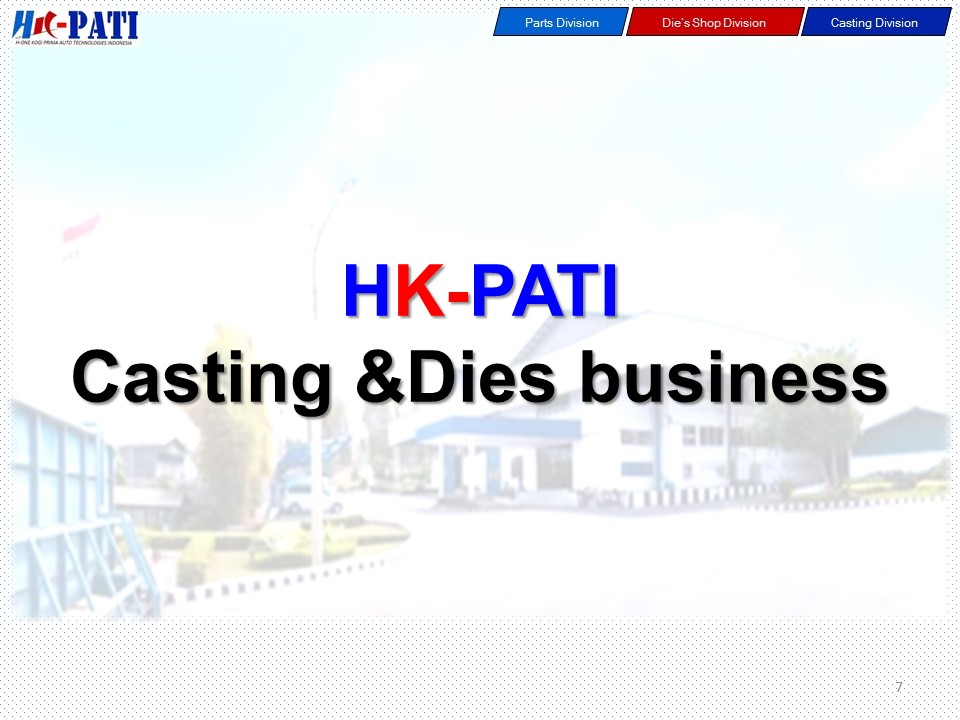 HK-PATI
H-ONE KOGI PRIMA AUTO TECHNOLOGIES INDONESIA
Parts Division
Die's Shop Division
Casting Division
HK-PATI
Casting &Dies business
7